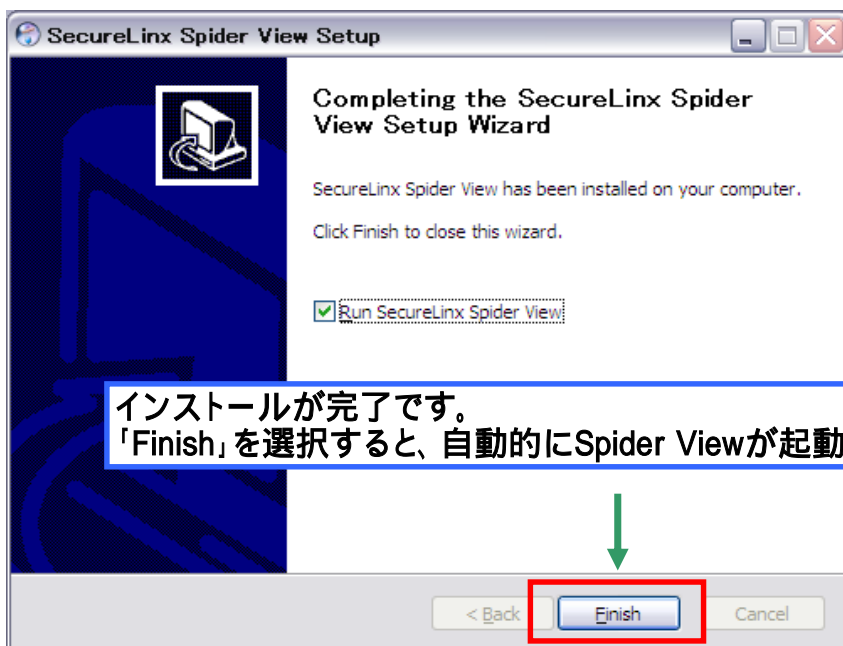 SecureLinx Spider View Setup
Completing the SecureLinx Spider
View Setup Wizard
SecureLinx Spider View has been installed on your computer.
Click Finish to close this wizard.
Run SecureLinx Spider View
インストールが完了です。
「Finish」を選択すると、自動的にSpider Viewが起動
< Back
Finish
Cancel